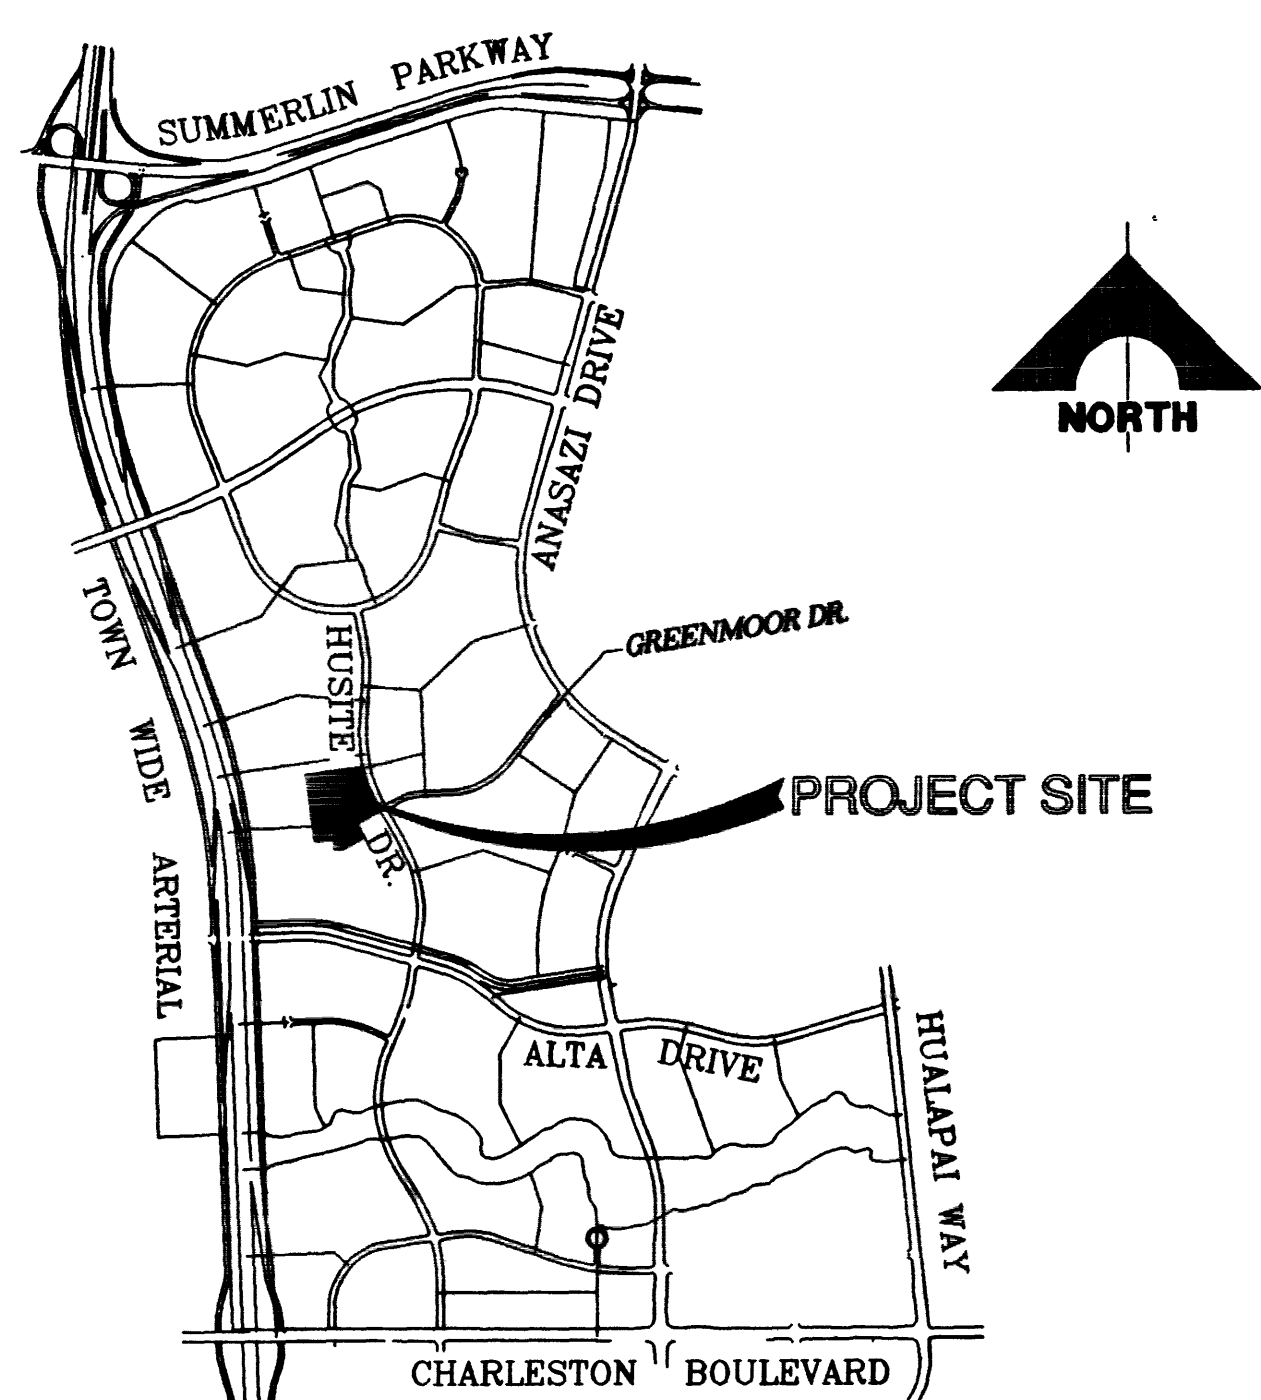 SUMMERLIN PARKWAY
NORTH
ANASAZI DRIVE
TOWN WIDE ARTERIAL
GREENMOOR DR.
HUSITE DR.
PROJECT SITE
ALTA DRIVE
HUALAPAI WAY
CHARLESTON BOULEVARD